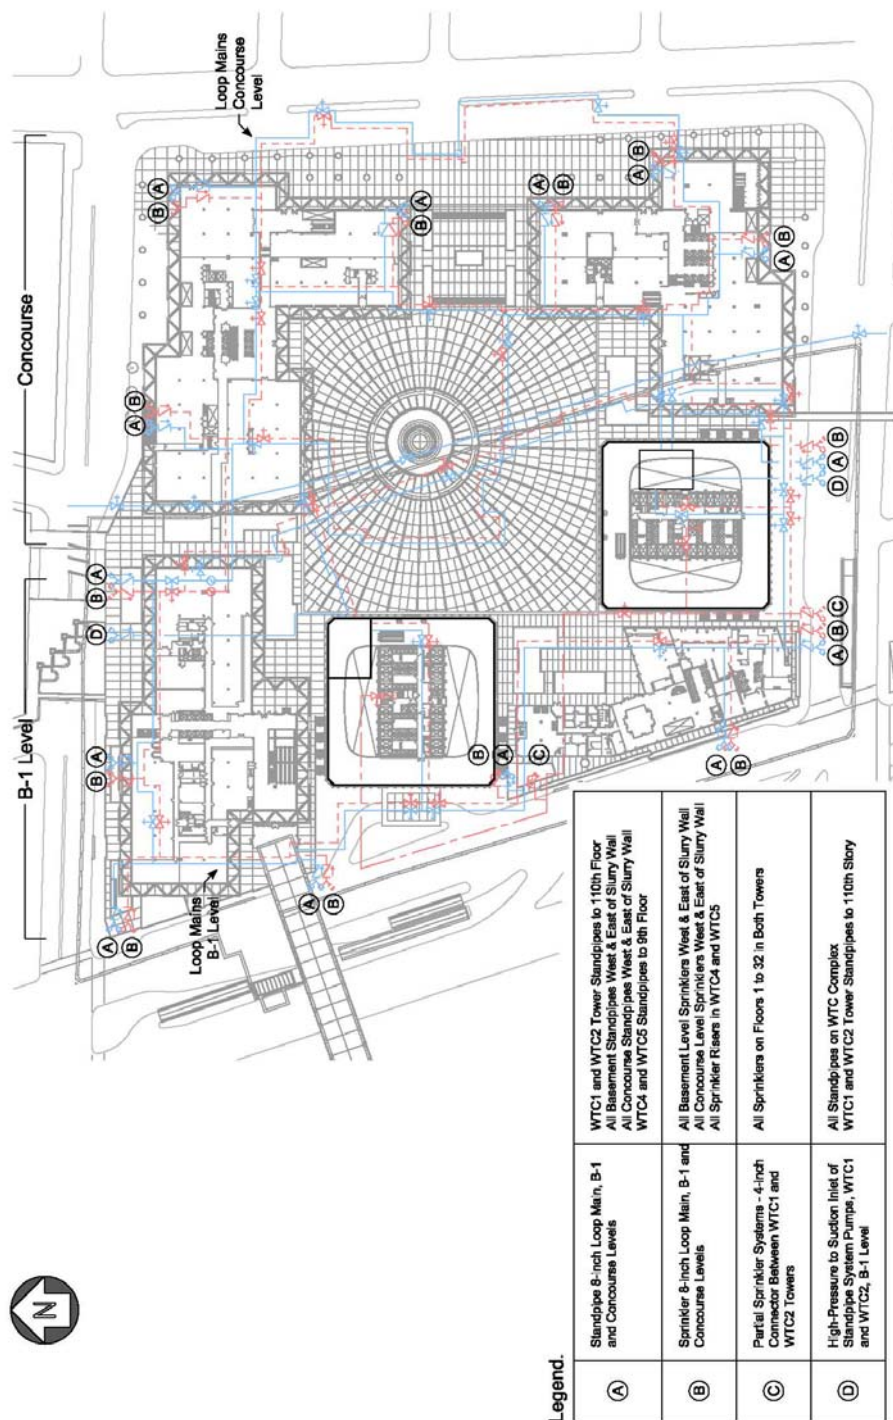 B-1 Level
Concourse
N
B A
D
B A
A
B
A B
B A
Loop Mains
B-1 Level
Loop Mains
Concourse
Level
A
B
B A
B
A
C
A
B
A B
A
B
A B
A B C
D A B
Legend.
A
Standpipe 8-inch Loop Main, B-1
and Concourse Levels
WTC1 and WTC2 Tower Standpipes to 110th Floor
All Basement Standpipes West & East of Slurry Wall
All Concourse Standpipes West & East of Slurry Wall
WTC4 and WTC5 Standpipes to 9th Floor
B
Sprinkler 8-inch Loop Main, B-1 and
Concourse Levels
All Basement Level Sprinklers West & East of Slurry Wall
All Concourse Level Sprinklers West & East of Slurry Wall
All Sprinkler Risers in WTC4 and WTC5
C
Partial Sprinkler Systems - 4-inch
Connector Between WTC1 and
WTC2 Towers
All Sprinklers on Floors 1 to 32 in Both Towers
D
High-Pressure to Suction Inlet of
Standpipe System Pumps, WTC1
and WTC2, B-1 Level
All Standpipes on WTC Complex
WTC1 and WTC2 Tower Standpipes to 110th Story